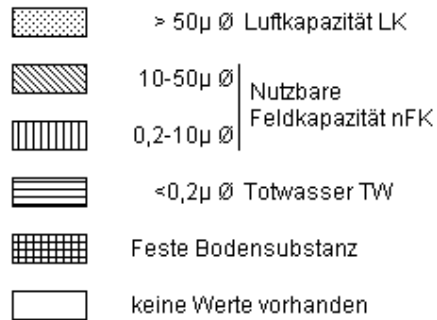 > 50µ Ø Luftkapazität LK
10-50µ Ø
Nutzbare
Feldkapazität nFK
0,2-10µ Ø
<0,2µ Ø Totwasser TW
Feste Bodensubstanz
keine Werte vorhanden